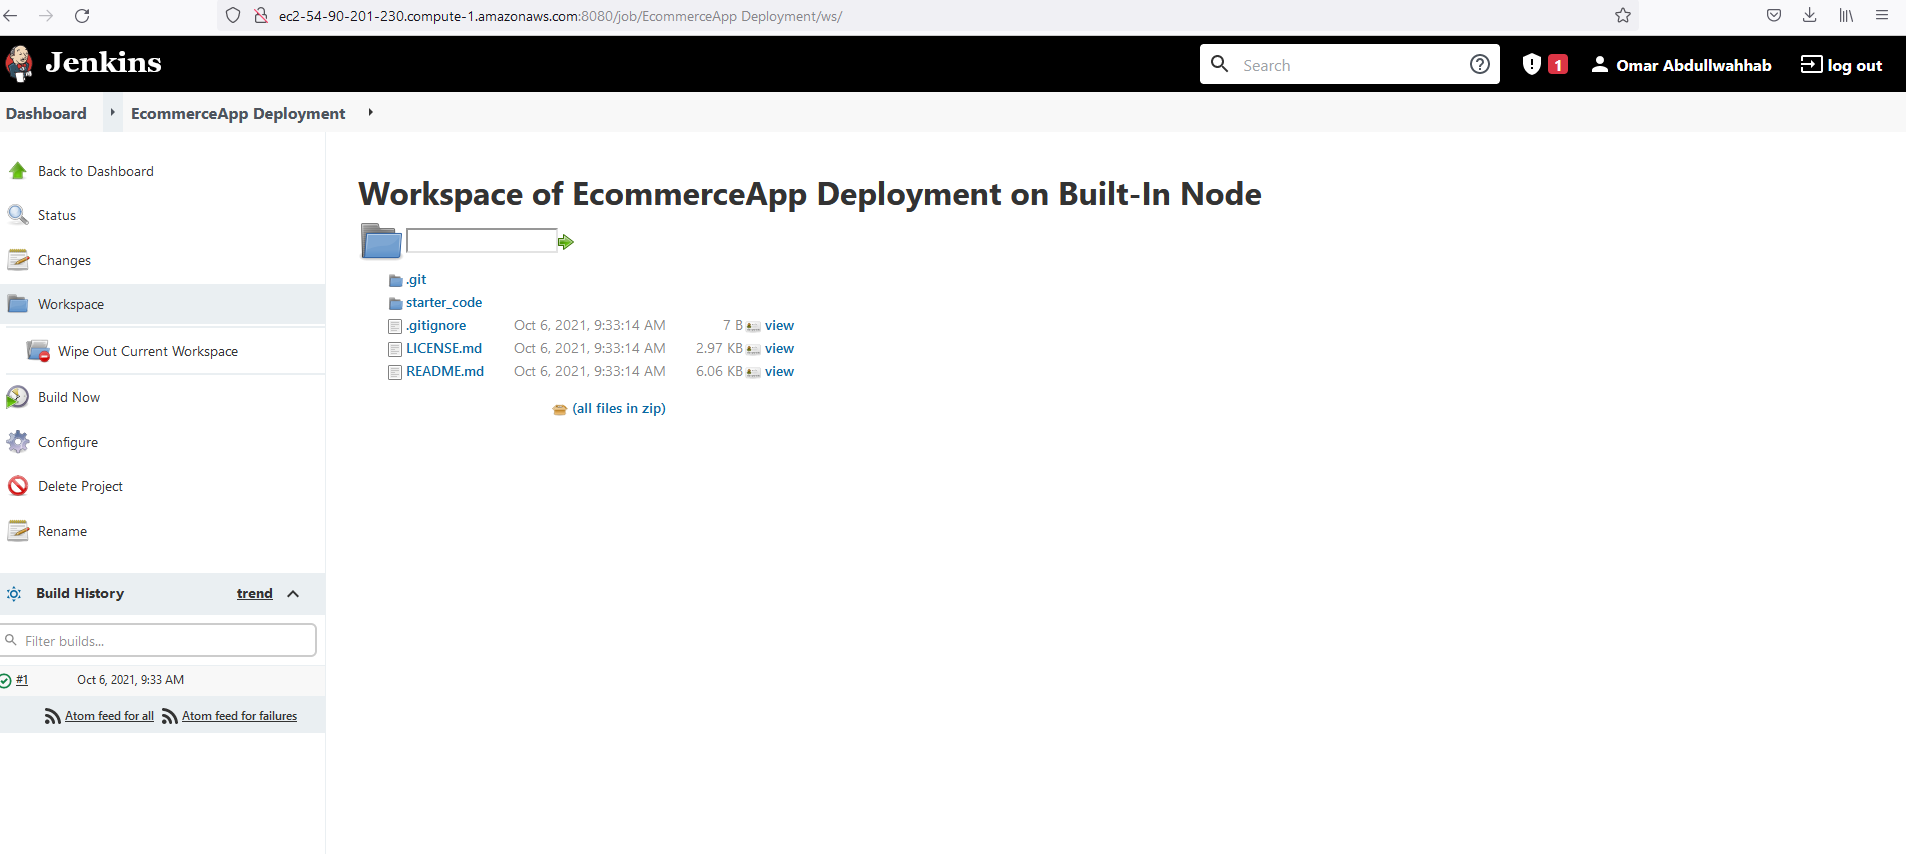 ec2-54-90-201-230.compute-1.amazonaws.com:8080/job/EcommerceApp Deployment/ws/
Jenkins
Search
1
Omar Abdullwahhab
log out
Dashboard
EcommerceApp Deployment
Back to Dashboard
Status
Changes
Workspace
Wipe Out Current Workspace
Build Now
Configure
Delete Project
Rename
Build History trend
Filter builds...
#1 Oct 6, 2021, 9:33 AM
Atom feed for all Atom feed for failures
Workspace of EcommerceApp Deployment on Built-In Node
.git
starter_code
.gitignore Oct 6, 2021, 9:33:14 AM 7 B view
LICENSE.md Oct 6, 2021, 9:33:14 AM 2.97 KB view
README.md Oct 6, 2021, 9:33:14 AM 6.06 KB view
(all files in zip)